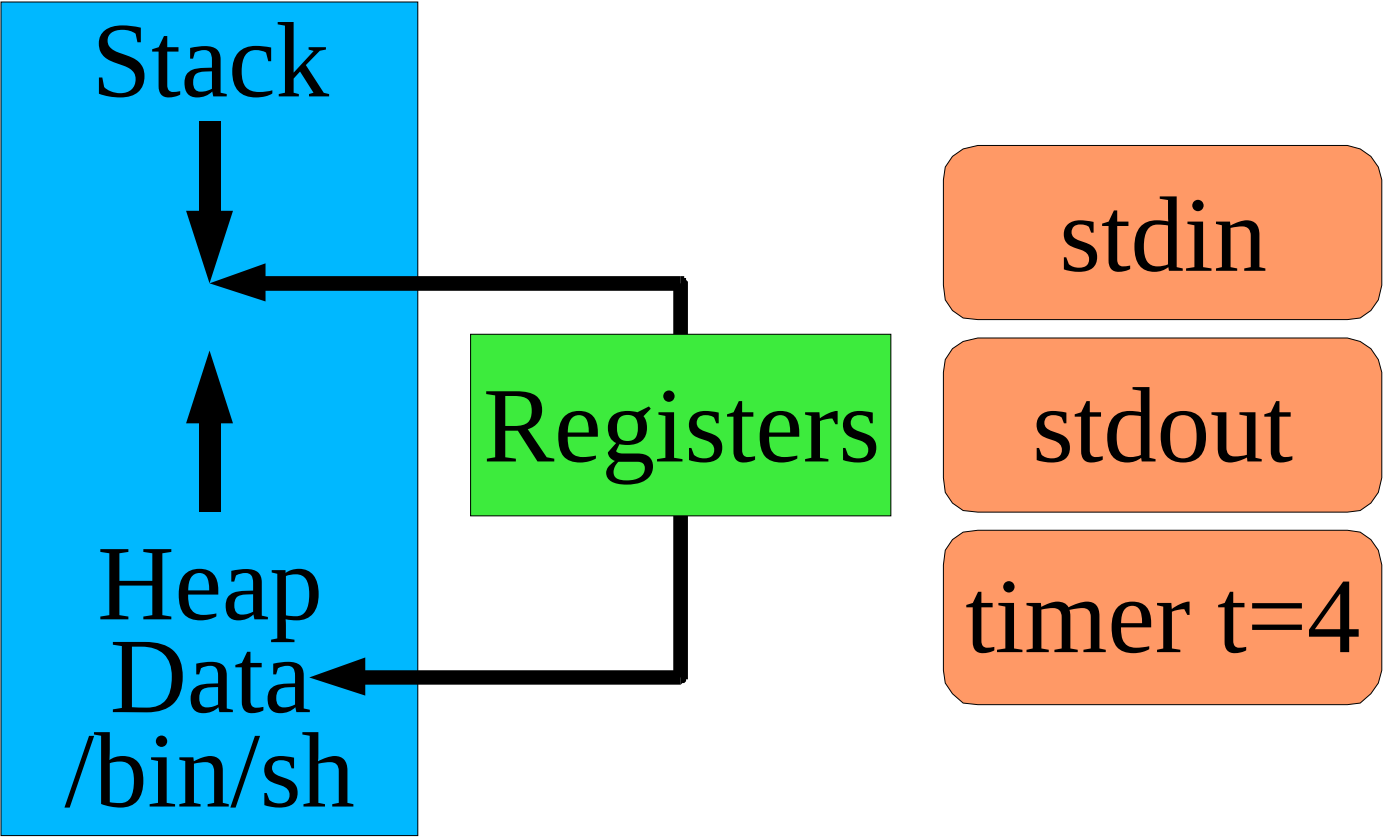 Stack
Heap
Data
/bin/sh
Registers
stdin
stdout
timer t=4